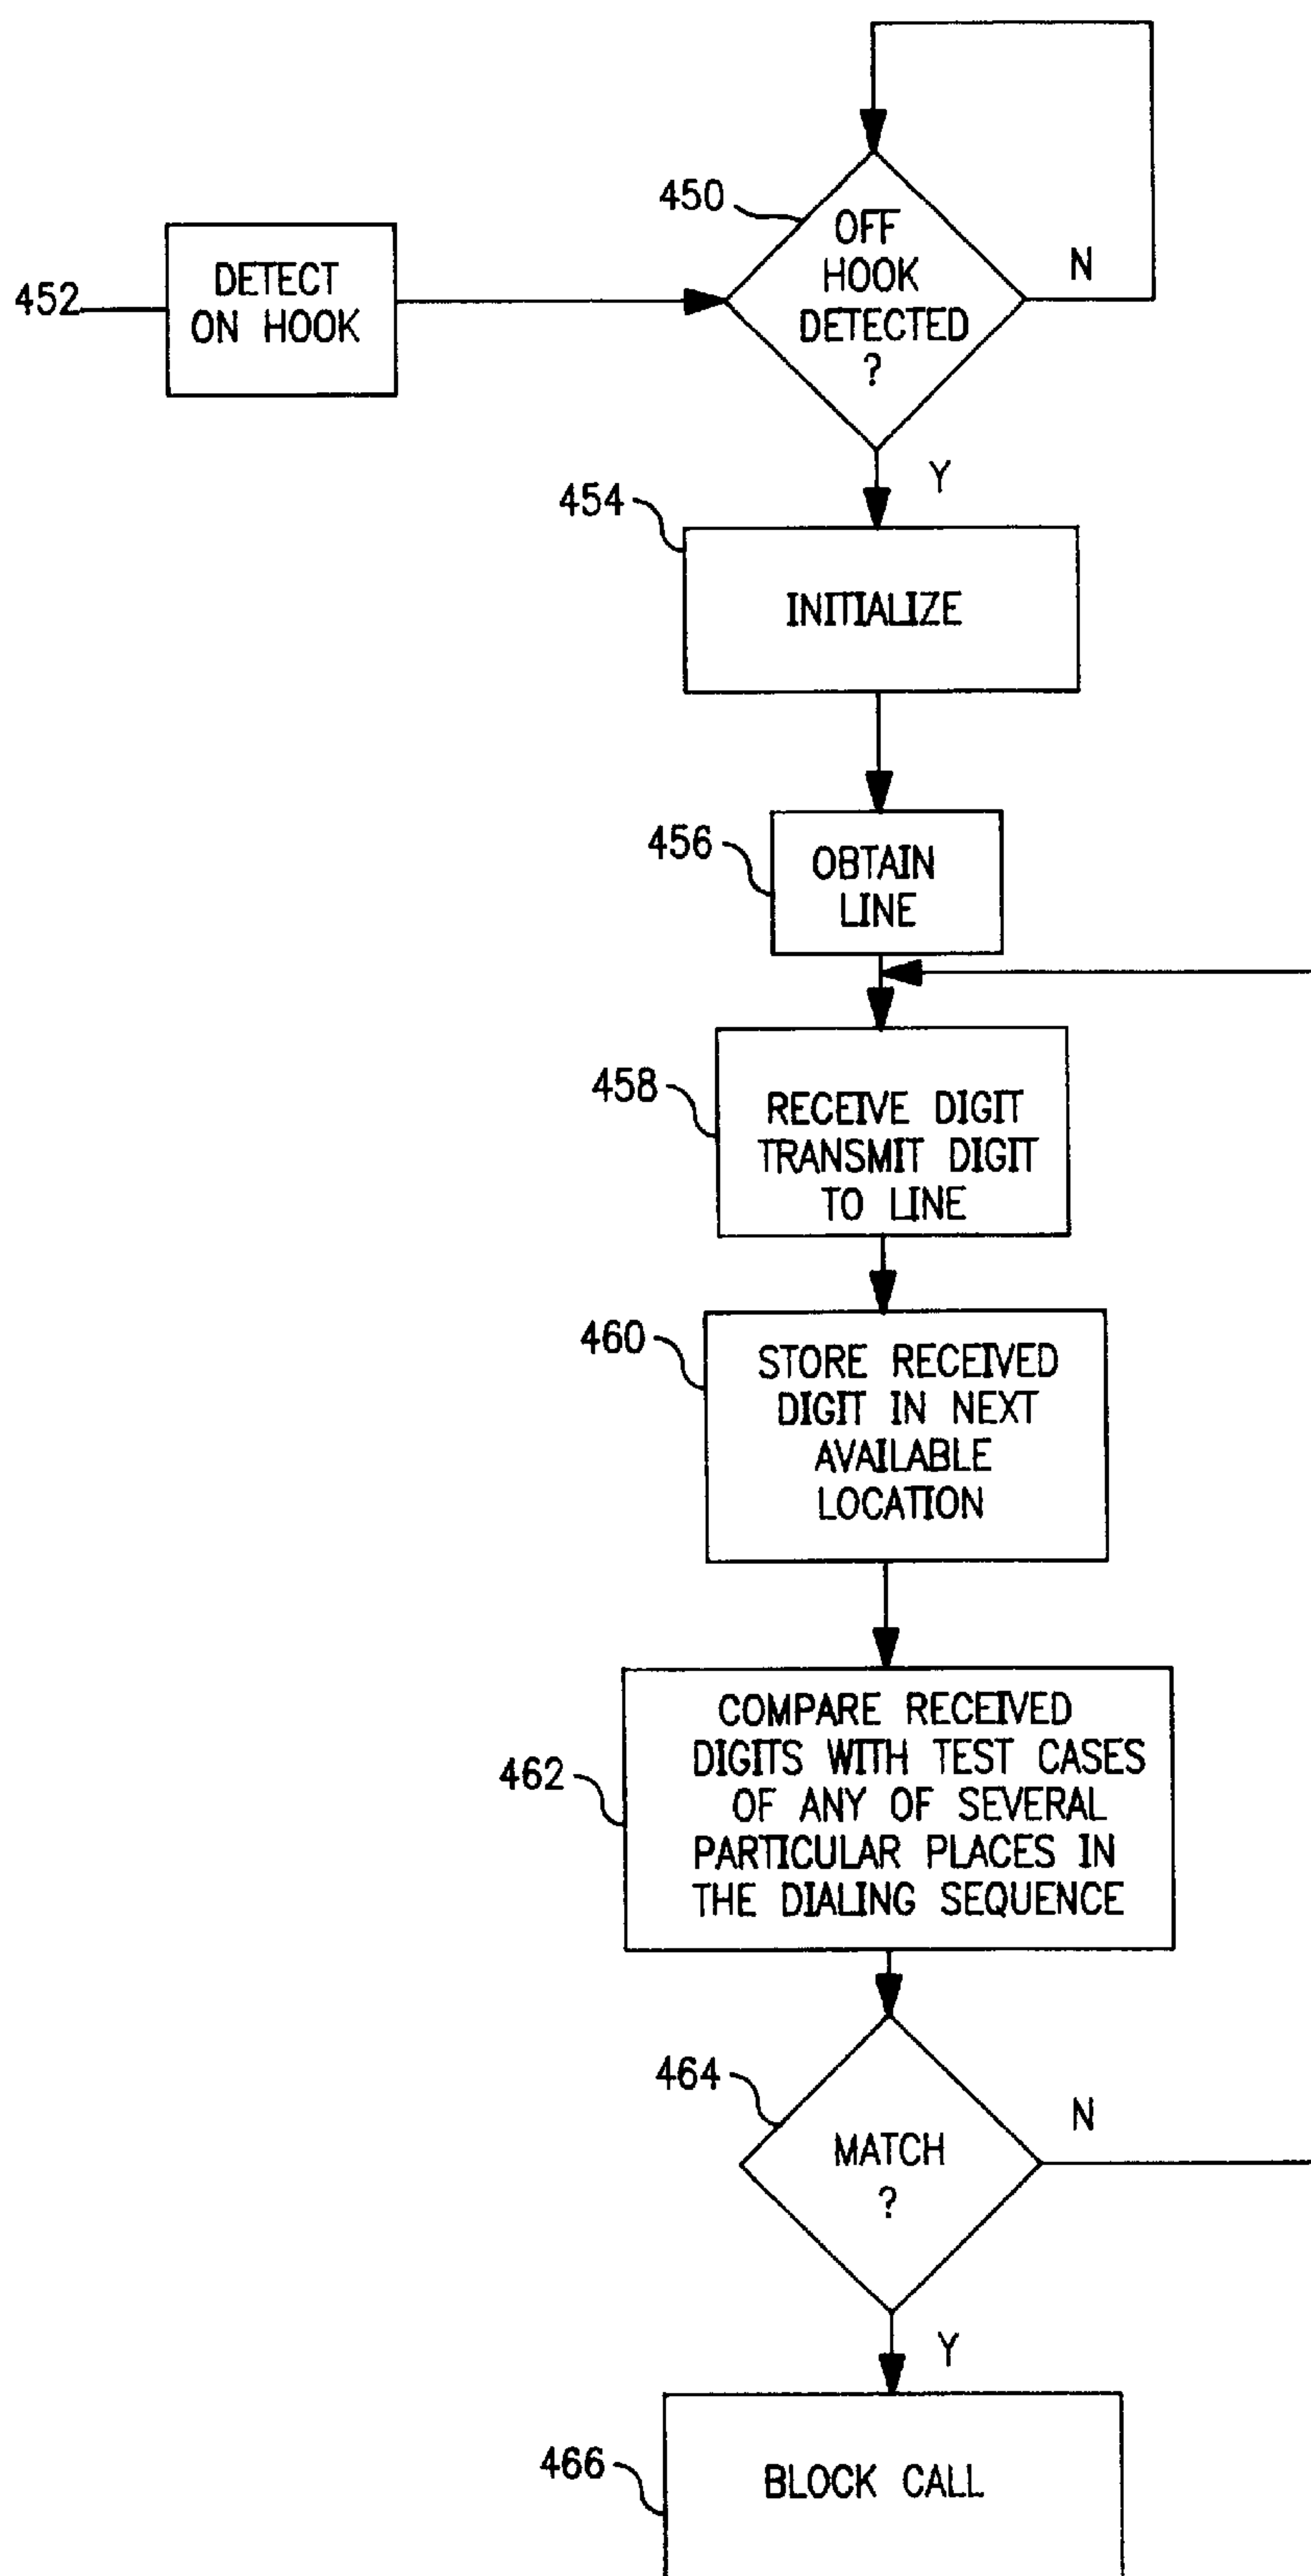 450
OFF
HOOK
DETECTED
?
N
452
DETECT
ON HOOK
Y
454
INITIALIZE
456
OBTAIN
LINE
458
RECEIVE DIGIT
TRANSMIT DIGIT
TO LINE
460
STORE RECEIVED
DIGIT IN NEXT
AVAILABLE
LOCATION
462
COMPARE RECEIVED
DIGITS WITH TEST CASES
OF ANY OF SEVERAL
PARTICULAR PLACES IN
THE DIALING SEQUENCE
464
MATCH
?
N
Y
466
BLOCK CALL